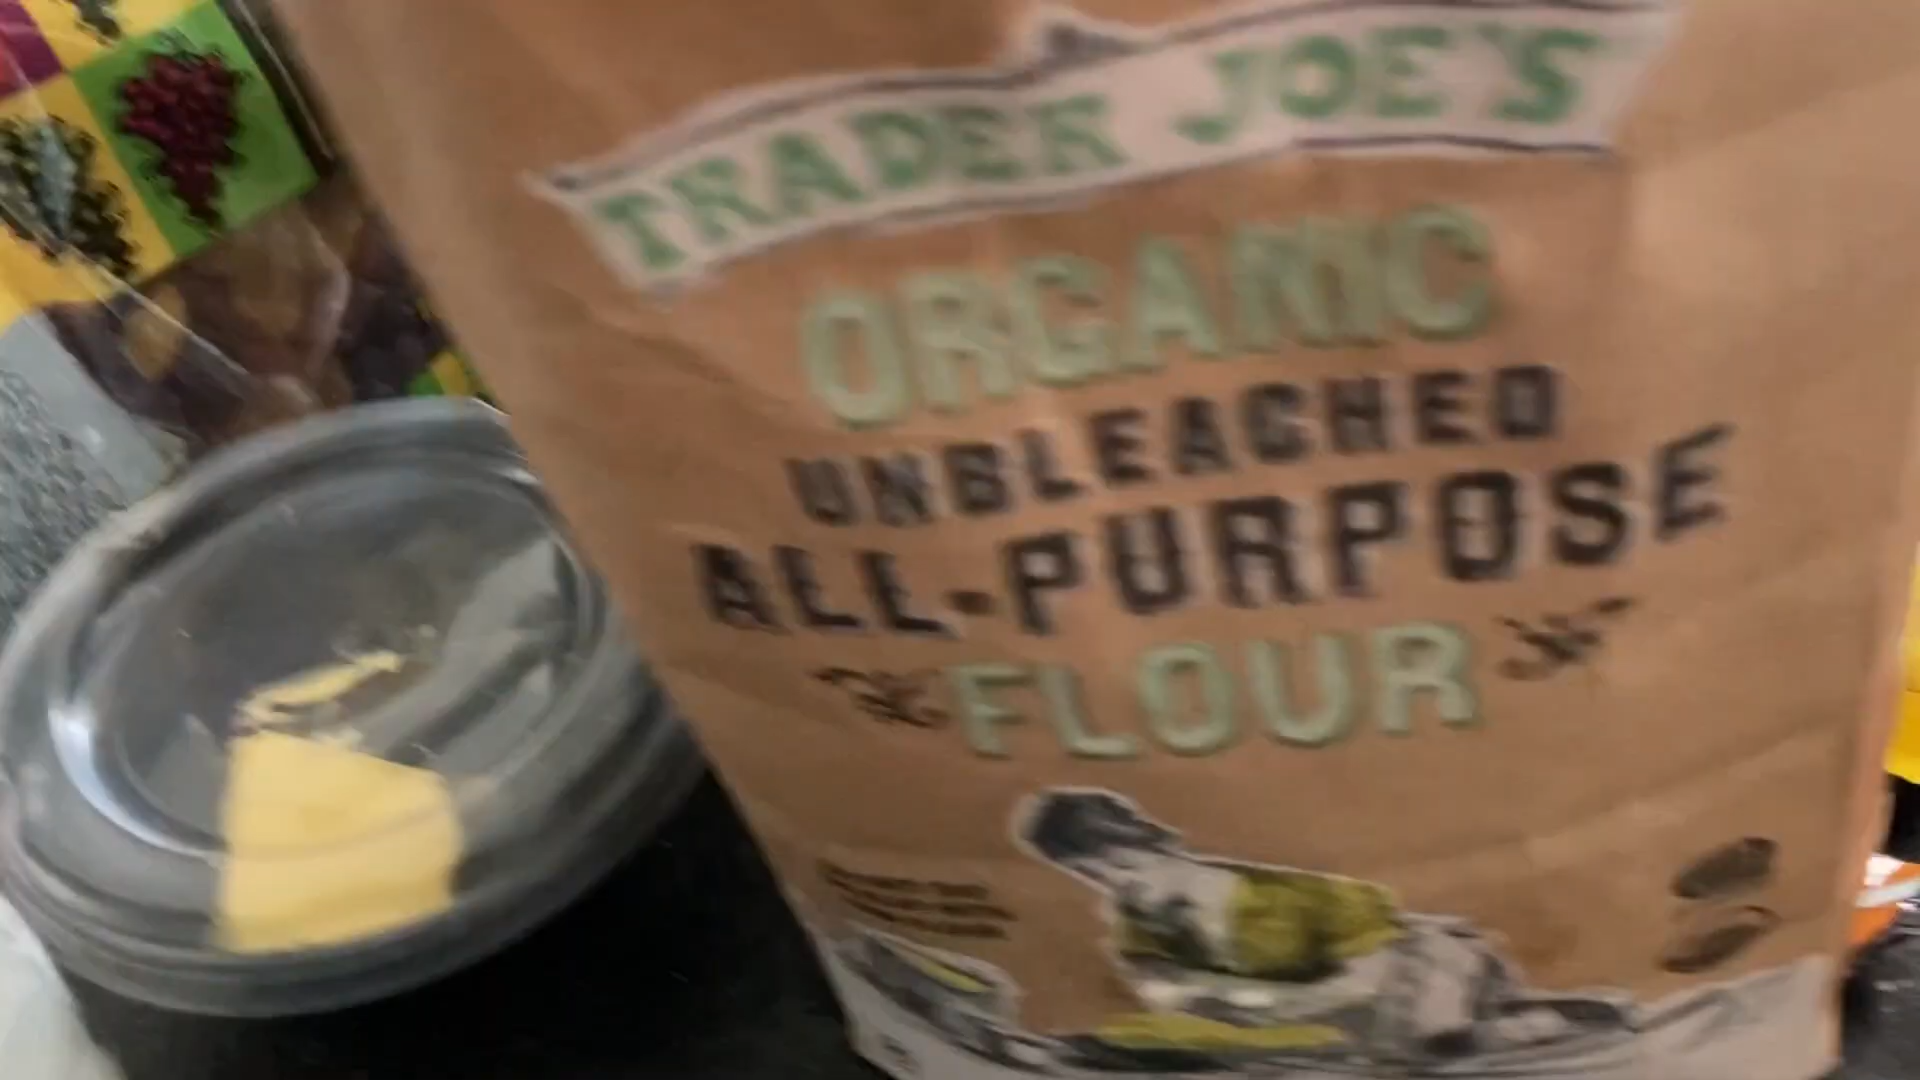 TRADER JOE'S
ORGANIC
UNBLEACHED
ALL-PURPOSE
FLOUR